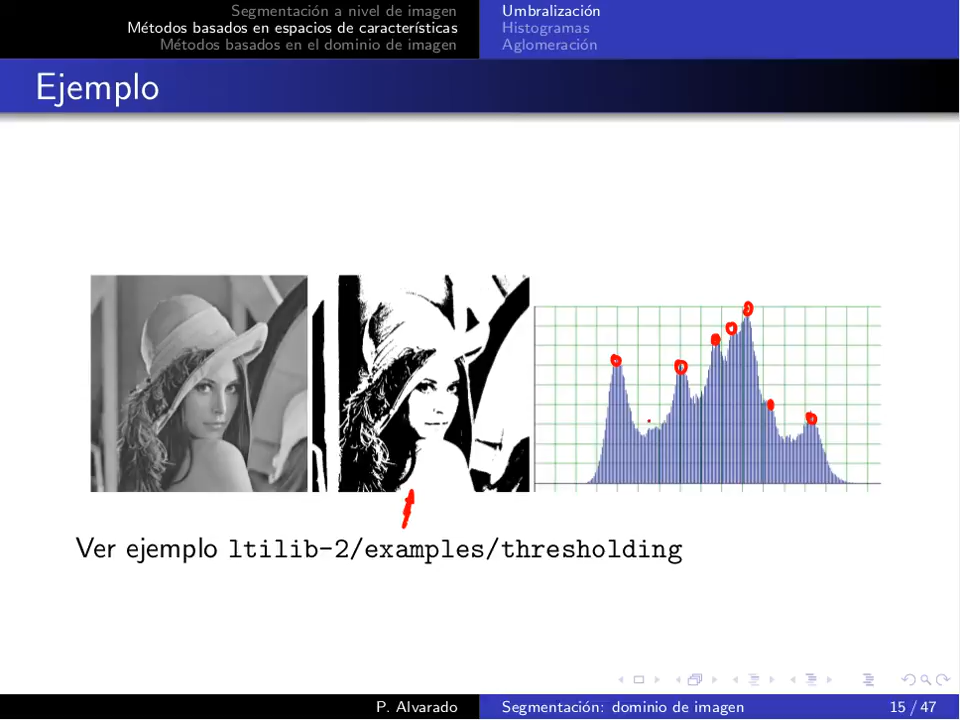 Segmentación a nivel de imagen
Métodos basados en espacios de características
Métodos basados en el dominio de imagen
Umbralización
Histogramas
Aglomeración
Ejemplo
Ver ejemplo ltilib-2/examples/thresholding
P. Alvarado
Segmentación: dominio de imagen
15 / 47